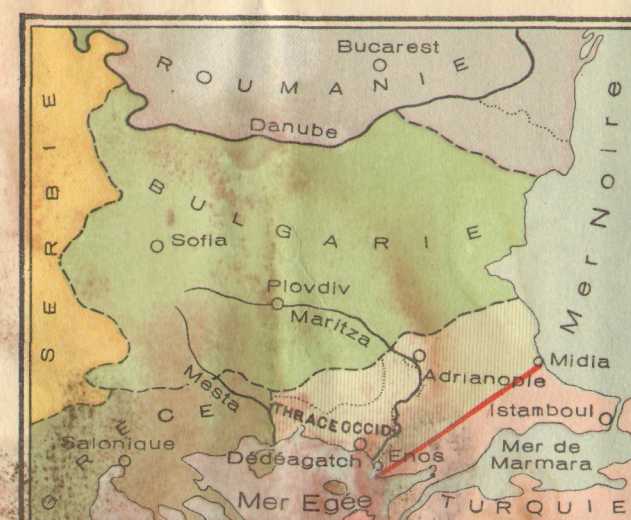 Bucarest
ROUMANIE
Danube
SERBIE
BULGARIE
Sofia
Mer Noire
Plovdiv
Maritza
Mesta
Adrianople
Midia
Istamboul
THRACE OCCID
GRECE
Salonique
Dédéagatch
Enos
Mer de
Marmara
Mer Egée
TURQUIE